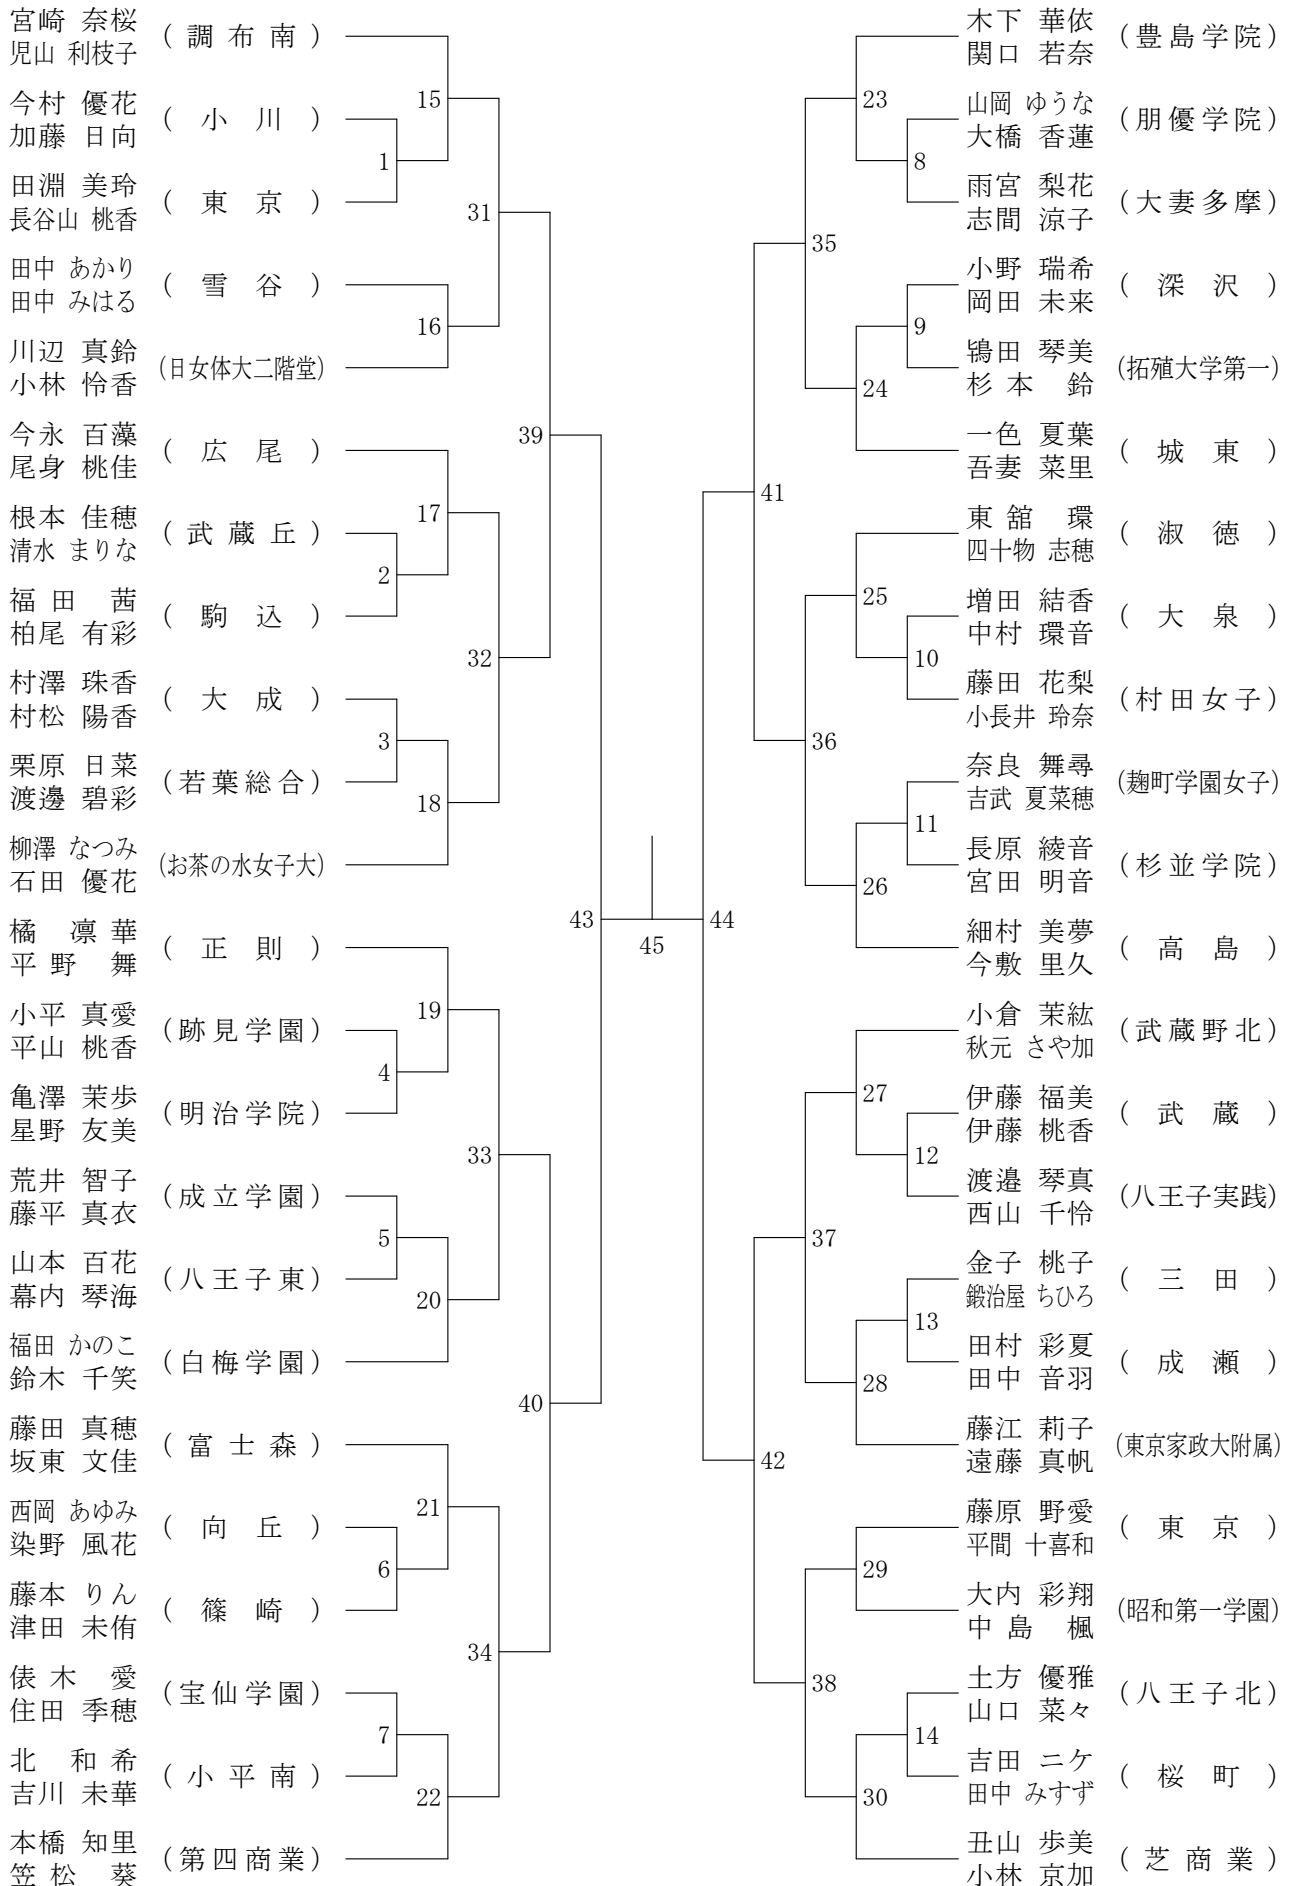 宮崎 奈桜
児山 利枝子
(調布南)
今村 優花
加藤 日向
(小川)
1
15
田淵 美玲
長谷山 桃香
(東京)
31
田中 あかり
田中 みはる
(雪谷)
16
川辺 真鈴
小林 怜香
(日女体大二階堂)
39
今永 百藻
尾身 桃佳
(広尾)
17
根本 佳穂
清水 まりな
(武蔵丘)
2
福田 茜
柏尾 有彩
(駒込)
32
村澤 珠香
村松 陽香
(大成)
3
栗原 日菜
渡邊 碧彩
(若葉総合)
18
柳澤 なつみ
石田 優花
(お茶の水女子大)
43
橘 凛華
平野 舞
(正則)
19
小平 真愛
平山 桃香
(跡見学園)
4
亀澤 茉歩
星野 友美
(明治学院)
33
荒井 智子
藤平 真衣
(成立学園)
5
山本 百花
幕内 琴海
(八王子東)
20
福田 かのこ
鈴木 千笑
(白梅学園)
40
藤田 真穂
坂東 文佳
(富士森)
21
西岡 あゆみ
染野 風花
(向丘)
6
藤本 りん
津田 未侑
(篠崎)
34
俵木 愛
住田 季穂
(宝仙学園)
7
北 和希
吉川 未華
(小平南)
22
本橋 知里
笠松 葵
(第四商業)
45
木下 華依
関口 若奈
(豊島学院)
23
山岡 ゆうな
大橋 香蓮
(朋優学院)
8
雨宮 梨花
志間 涼子
(大妻多摩)
35
小野 瑞希
岡田 未来
(深沢)
9
鴇田 琴美
杉本 鈴
(拓殖大学第一)
24
一色 夏葉
吾妻 菜里
(城東)
41
東舘 環
四十物 志穂
(淑徳)
25
増田 結香
中村 環音
(大泉)
10
藤田 花梨
小長井 玲奈
(村田女子)
36
奈良 舞尋
吉武 夏菜穂
(麹町学園女子)
11
長原 綾音
宮田 明音
(杉並学院)
26
細村 美夢
今敷 里久
(高島)
44
小倉 茉紘
秋元 さや加
(武蔵野北)
27
伊藤 福美
伊藤 桃香
(武蔵)
12
渡邉 琴真
西山 千怜
(八王子実践)
37
金子 桃子
鍛治屋 ちひろ
(三田)
13
田村 彩夏
田中 音羽
(成瀬)
28
藤江 莉子
遠藤 真帆
(東京家政大附属)
42
藤原 野愛
平間 十喜和
(東京)
29
大内 彩翔
中島 楓
(昭和第一学園)
38
土方 優雅
山口 菜々
(八王子北)
14
吉田 ニケ
田中 みすず
(桜町)
30
丑山 歩美
小林 京加
(芝商業)